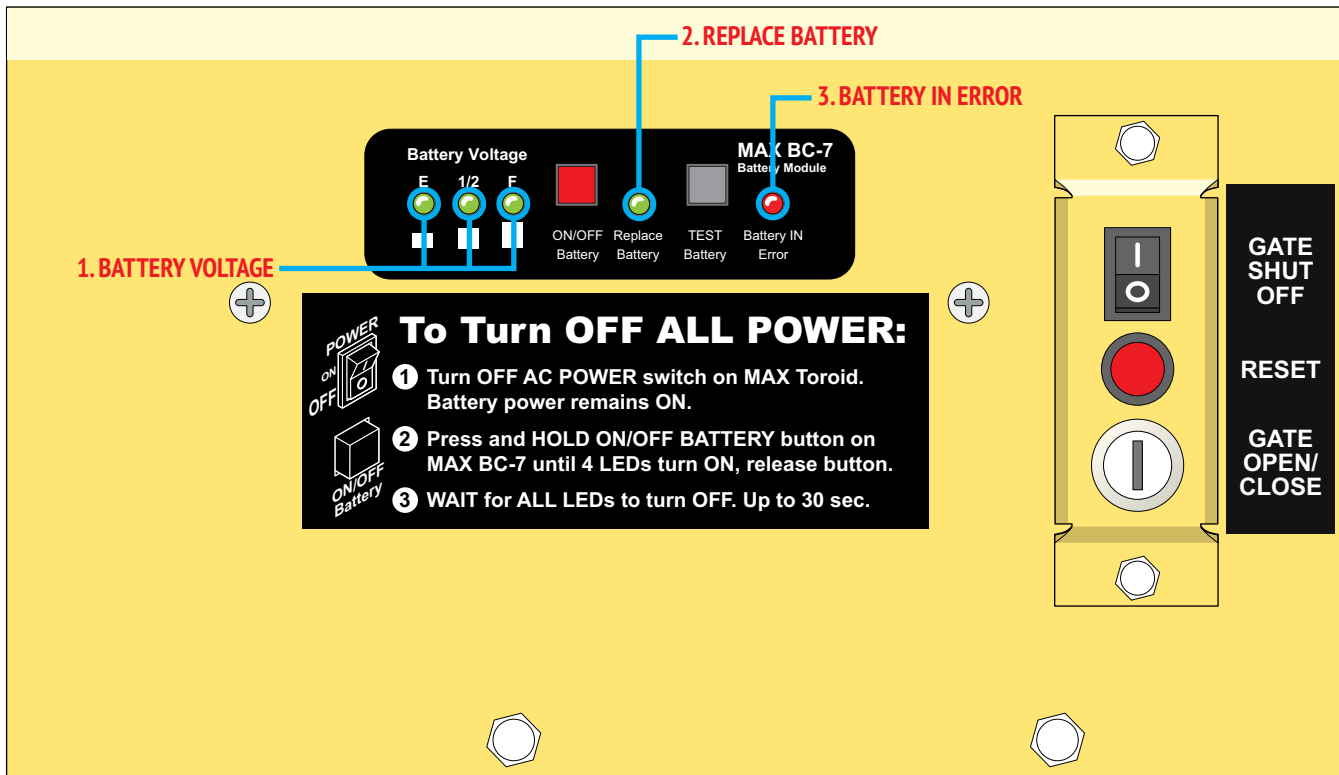 2. REPLACE BATTERY
3. BATTERY IN ERROR
Battery Voltage
E 1/2 F
MAX BC-7
Battery Module
ON/OFF
Battery
Replace
Battery
TEST
Battery
Battery IN
Error
1. BATTERY VOLTAGE
POWER
ON
OFF
I
O
To Turn OFF ALL POWER:
1 Turn OFF AC POWER switch on MAX Toroid.
Battery power remains ON.
2 Press and HOLD ON/OFF BATTERY button on
MAX BC-7 until 4 LEDs turn ON, release button.
ON/OFF
Battery
3 WAIT for ALL LEDs to turn OFF. Up to 30 sec.
I
O
GATE
SHUT
OFF
RESET
GATE
OPEN/
CLOSE